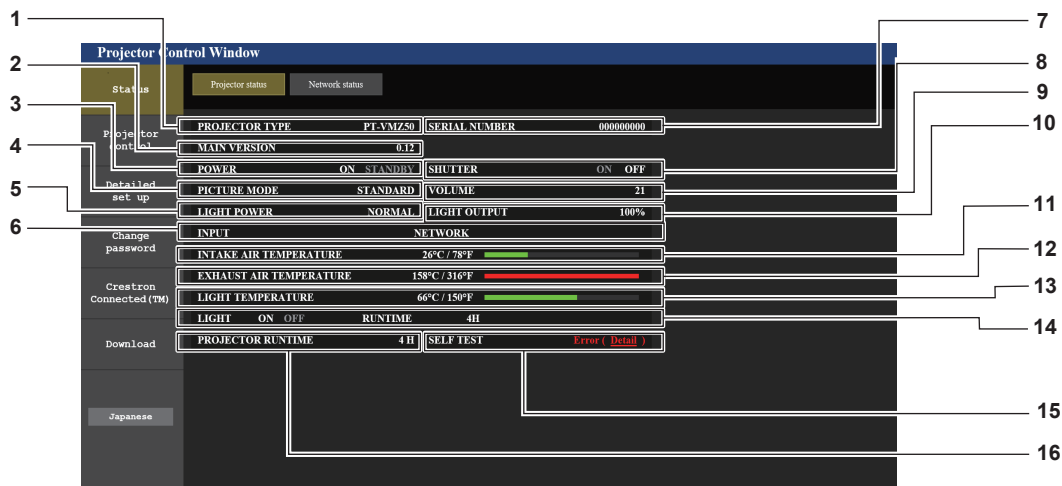 1
2
3
4
5
6
7
8
9
10
11
12
13
14
15
16
Projector Control Window
Status
Projector control
Detailed
set up
Change
password
Crestron
Connected(TM)
Download
Japanese
Projector status Network status
PROJECTOR TYPE PT-VMZ50 SERIAL NUMBER 000000000
MAIN VERSION 0.12
POWER ON STANDBY SHUTTER ON OFF
PICTURE MODE STANDARD VOLUME 21
LIGHT POWER NORMAL LIGHT OUTPUT 100%
INPUT NETWORK
INTAKE AIR TEMPERATURE 26°C / 78°F
EXHAUST AIR TEMPERATURE 158°C / 316°F
LIGHT TEMPERATURE 66°C / 150°F
LIGHT ON OFF RUNTIME 4H
PROJECTOR RUNTIME 4 H SELF TEST Error ( Detail )